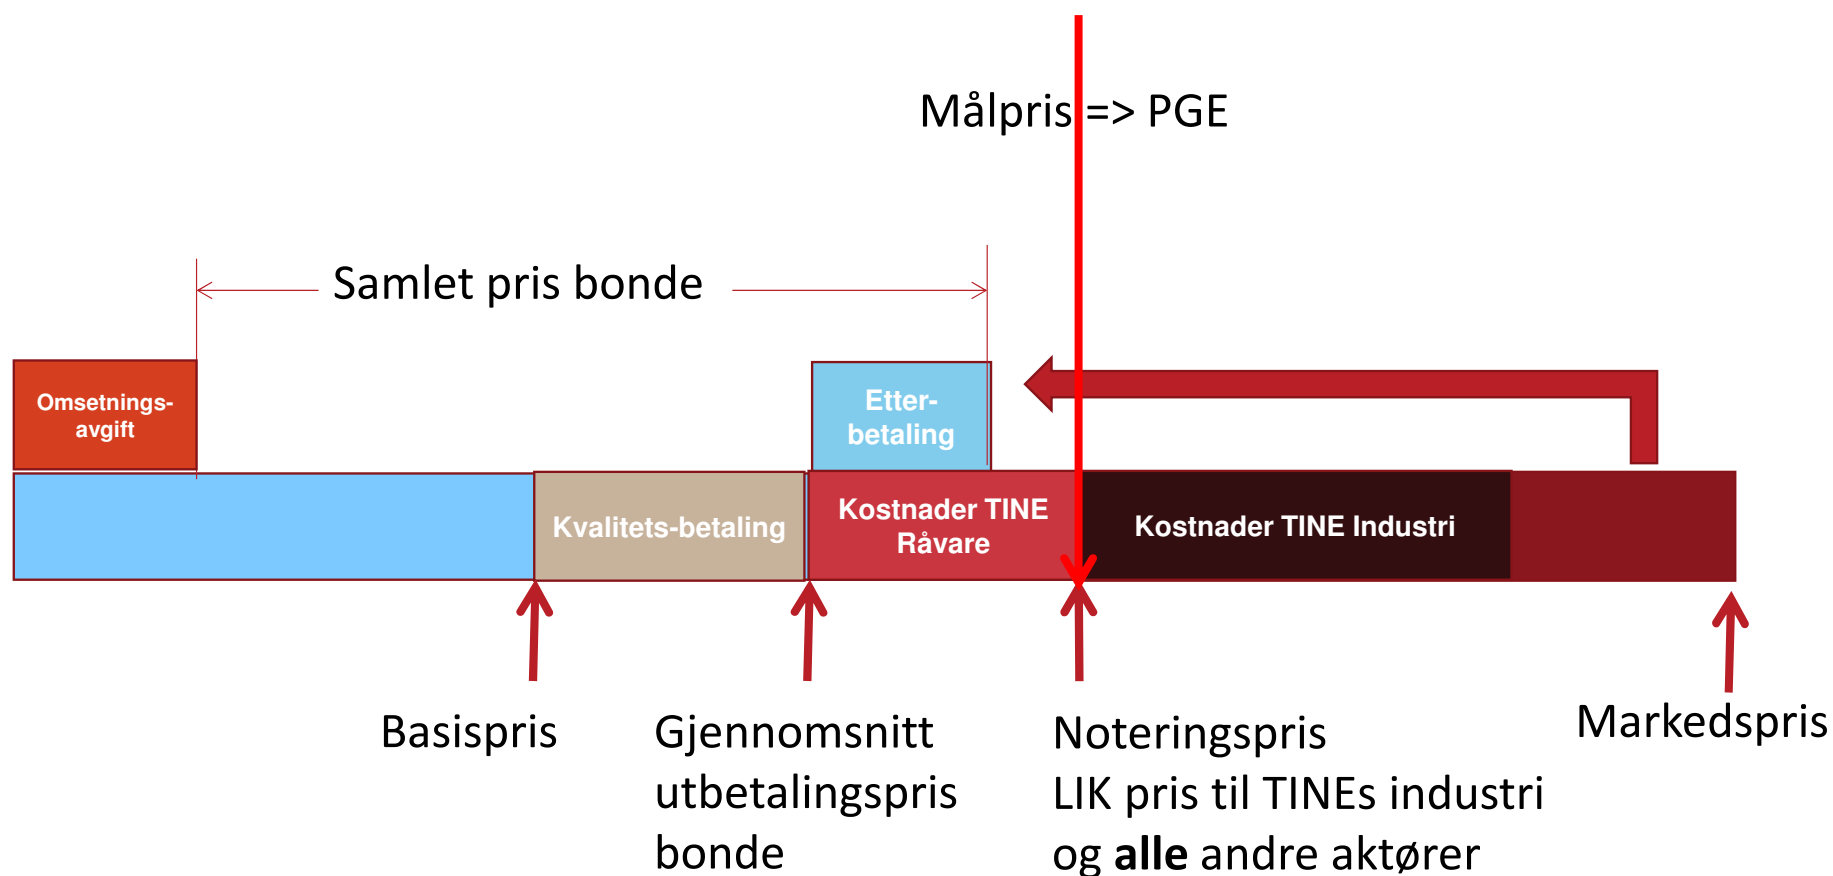 Målpris => PGE
Samlet pris bonde
Omsetnings-
avgift
Etter-
betaling
Kvalitets-betaling
Kostnader TINE
Råvare
Kostnader TINE Industri
Basispris
Gjennomsnitt
utbetalingspris
bonde
Noteringspris
LIK pris til TINEs industri
og alle andre aktører
Markedspris